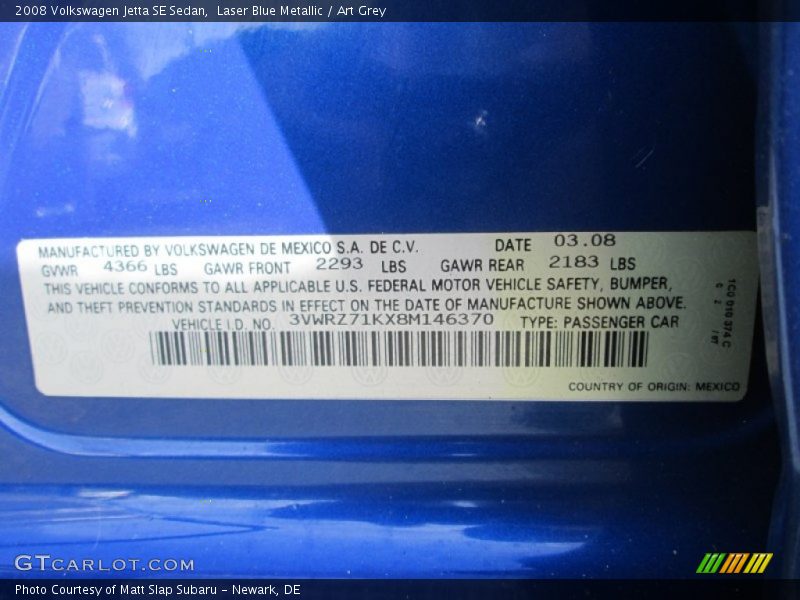 2008 Volkswagen Jetta SE Sedan,  Laser Blue Metallic / Art Grey
MANUFACTURED BY VOLKSWAGEN DE MEXICO S.A. DE C.V. DATE 03.08
GVWR 4366 LBS GAWR FRONT 2293 LBS GAWR REAR 2183 LBS
THIS VEHICLE CONFORMS TO ALL APPLICABLE U.S. FEDERAL MOTOR VEHICLE SAFETY, BUMPER,
AND THEFT PREVENTION STANDARDS IN EFFECT ON THE DATE OF MANUFACTURE SHOWN ABOVE.
VEHICLE I.D. NO. 3VWRZ71KX8M146370 TYPE: PASSENGER CAR
COUNTRY OF ORIGIN: MEXICO
1C0 010 374 C
GTCARLOT.COM
Photo Courtesy of Matt Slap Subaru - Newark, DE